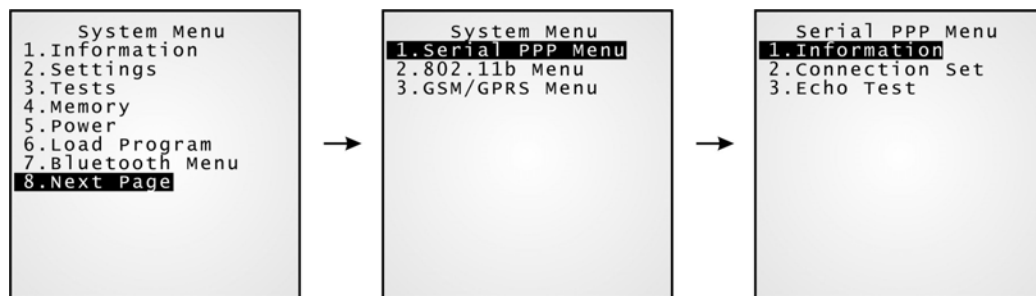 System Menu
1.Information
2.Settings
3.Tests
4.Memory
5.Power
6.Load Program
7.Bluetooth Menu
8.Next Page
System Menu
1.Serial PPP Menu
2.802.11b Menu
3.GSM/GPRS Menu
Serial PPP Menu
1.Information
2.Connection Set
3.Echo Test